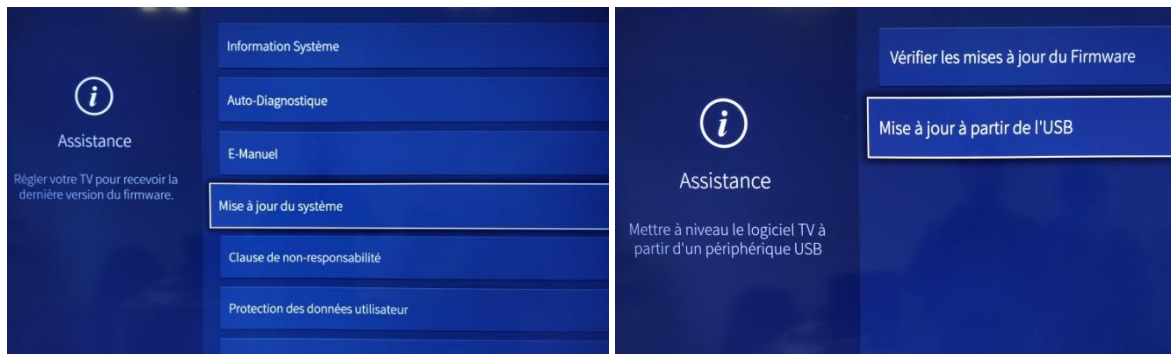 Assistance
Régler votre TV pour recevoir la
dernière version du firmware.
Information Système
Auto-Diagnostique
E-Manuel
Mise à jour du système
Clause de non-responsabilité
Protection des données utilisateur
Assistance
Mettre à niveau le logiciel TV à
partir d'un périphérique USB
Vérifier les mises à jour du Firmware
Mise à jour à partir de l'USB